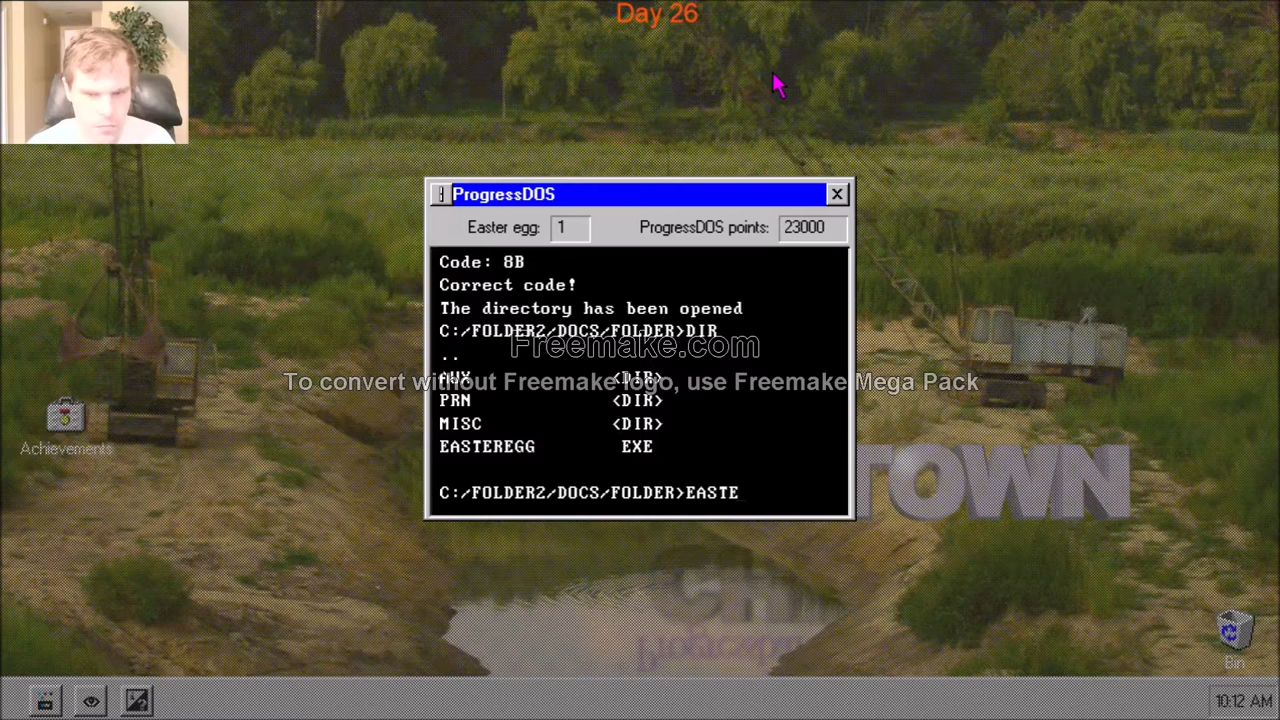 Day 26
ProgressDOS
Easter egg: 1 ProgressDOS points: 23000
Code: 8B
Correct code!
The directory has been opened
C:/FOLDER2/DOCS/FOLDER>DIR
..
Freemake.com
AUX <DIR>
To convert without Freemake logo, use Freemake Mega Pack
PRN <DIR>
MISC <DIR>
EASTEREGG EXE
C:/FOLDER2/DOCS/FOLDER>EASTE
Achievements
TOWN
Bin
10:12 AM